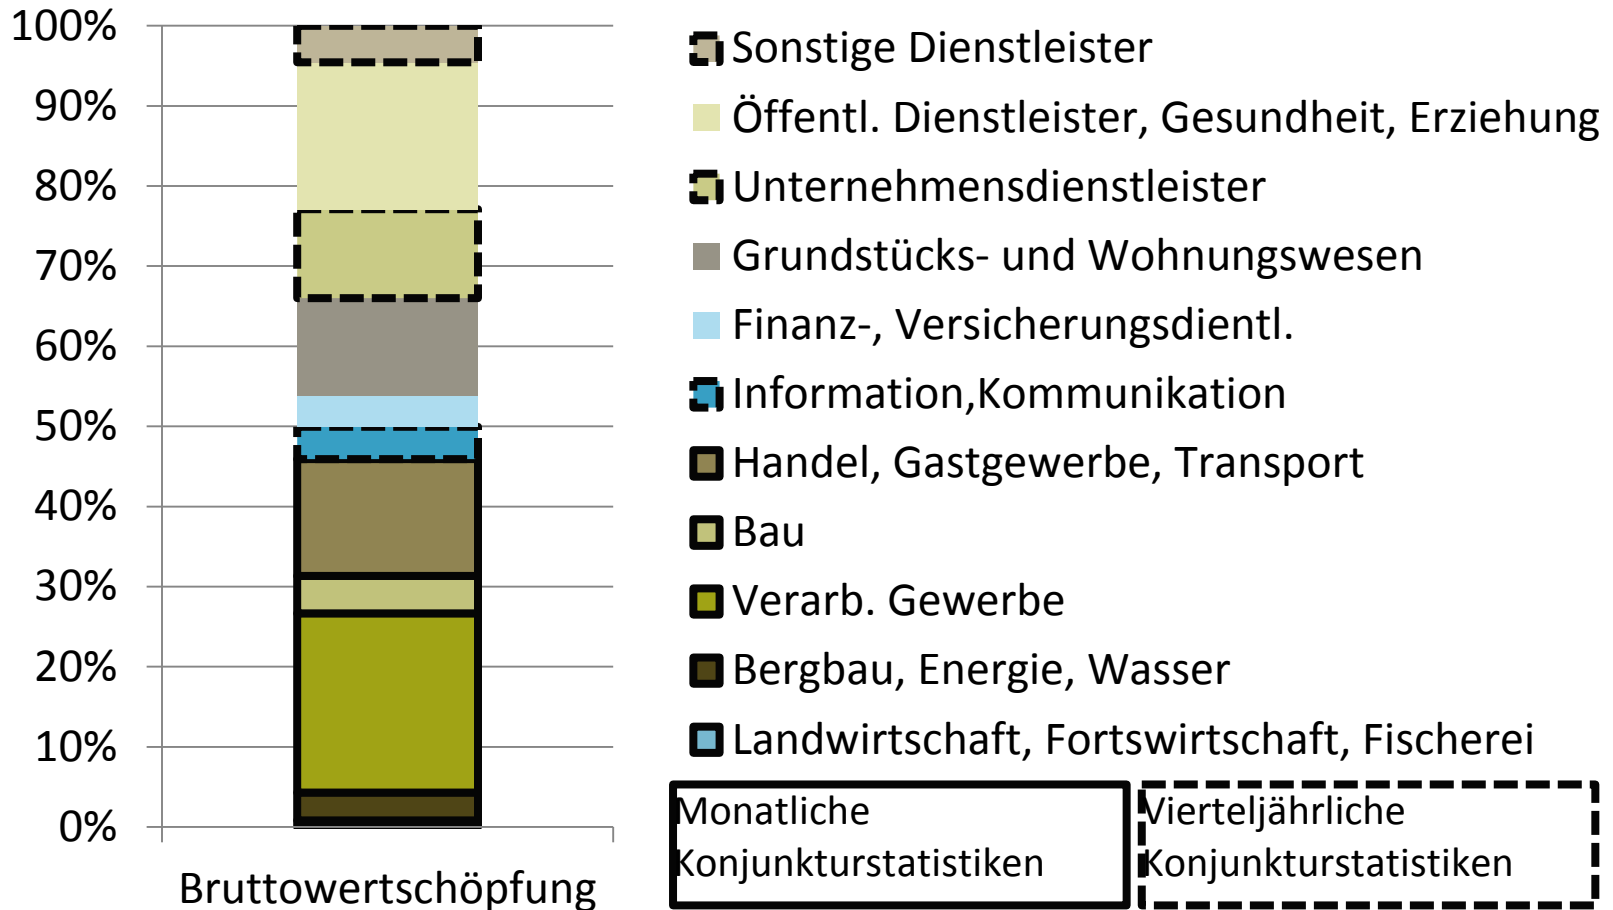 100%
90%
80%
70%
60%
50%
40%
30%
20%
10%
0%
Bruttowertschöpfung
Sonstige Dienstleister
Öffentl. Dienstleister, Gesundheit, Erziehung
Unternehmensdienstleister
Grundstücks- und Wohnungswesen
Finanz-, Versicherungsdientl.
Information,Kommunikation
Handel, Gastgewerbe, Transport
Bau
Verarb. Gewerbe
Bergbau, Energie, Wasser
Landwirtschaft, Fortswirtschaft, Fischerei
Monatliche
Konjunkturstatistiken
Vierteljährliche
Konjunkturstatistiken